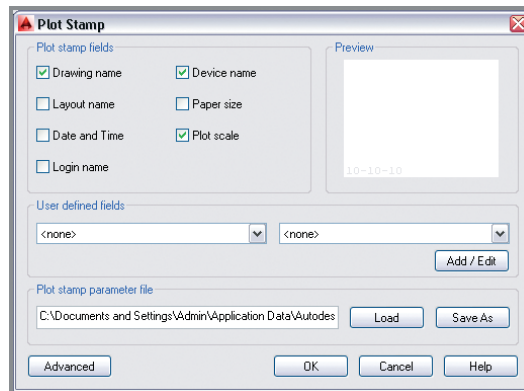 Plot Stamp
Plot stamp fields
Preview
Drawing name
Device name
Layout name
Paper size
Date and Time
Plot scale
Login name
10-10-10
User defined fields
<none>
<none>
Add / Edit
Plot stamp parameter file
C:\Documents and Settings\Admin\Application Data\Autodes
Load
Save As
Advanced
OK
Cancel
Help